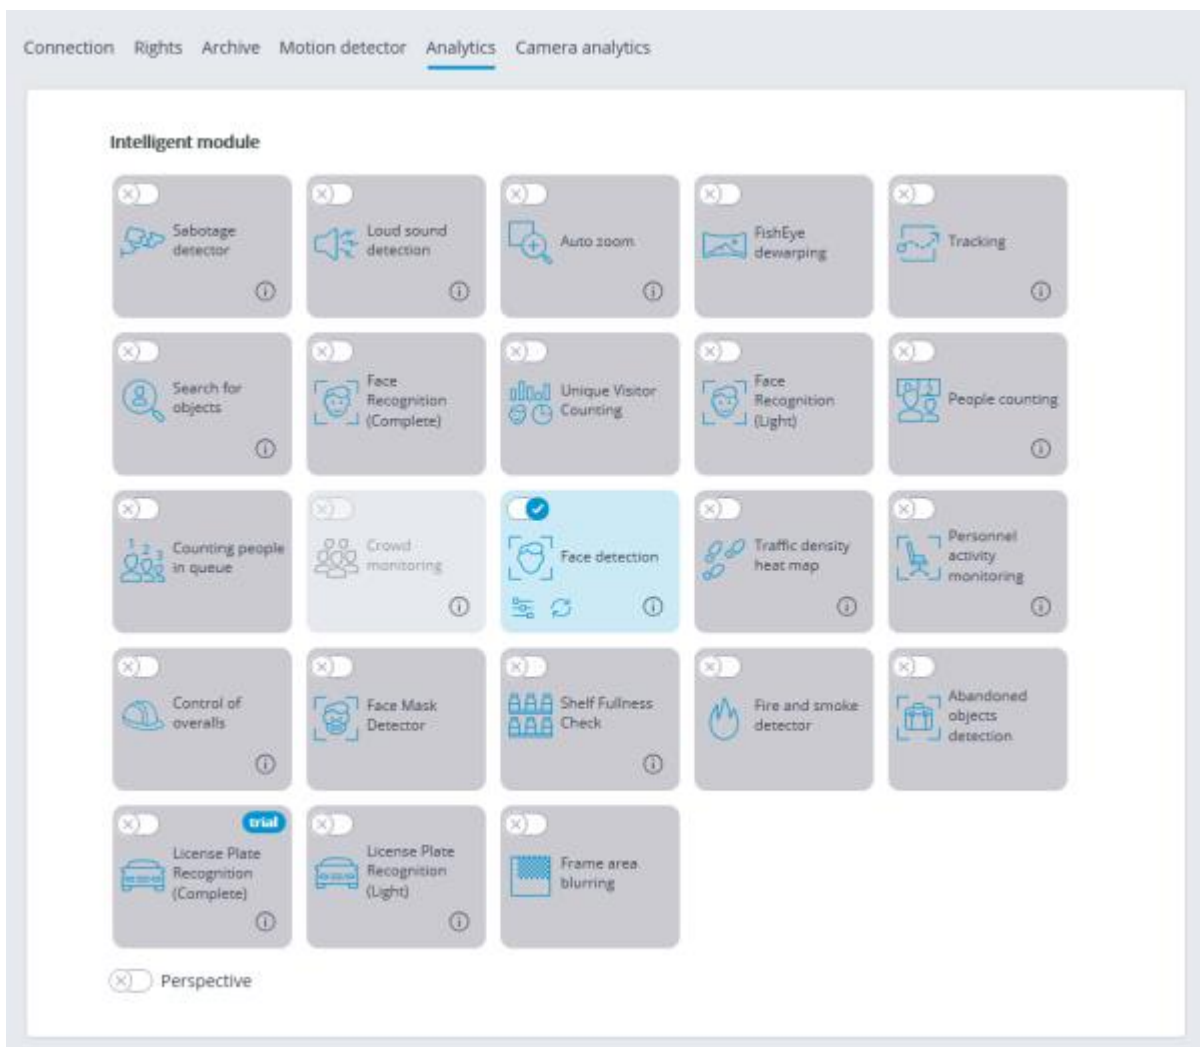 Connection Rights Archive Motion detector Analytics Camera analytics
Intelligent module
Sabotage
detector
Loud sound
detection
Auto zoom
FishEye
dewarping
Tracking
Search for
objects
Face
Recognition
(Complete)
Unique Visitor
Counting
Face
Recognition
(Light)
People counting
1 2 3
Counting people
in queue
Crowd
monitoring
Face detection
Traffic density
heat map
Personnel
activity
monitoring
Control of
overalls
Face Mask
Detector
Shelf Fullness
Check
Fire and smoke
detector
Abandoned
objects
detection
trial
License Plate
Recognition
(Complete)
License Plate
Recognition
(Light)
Frame area
blurring
Perspective